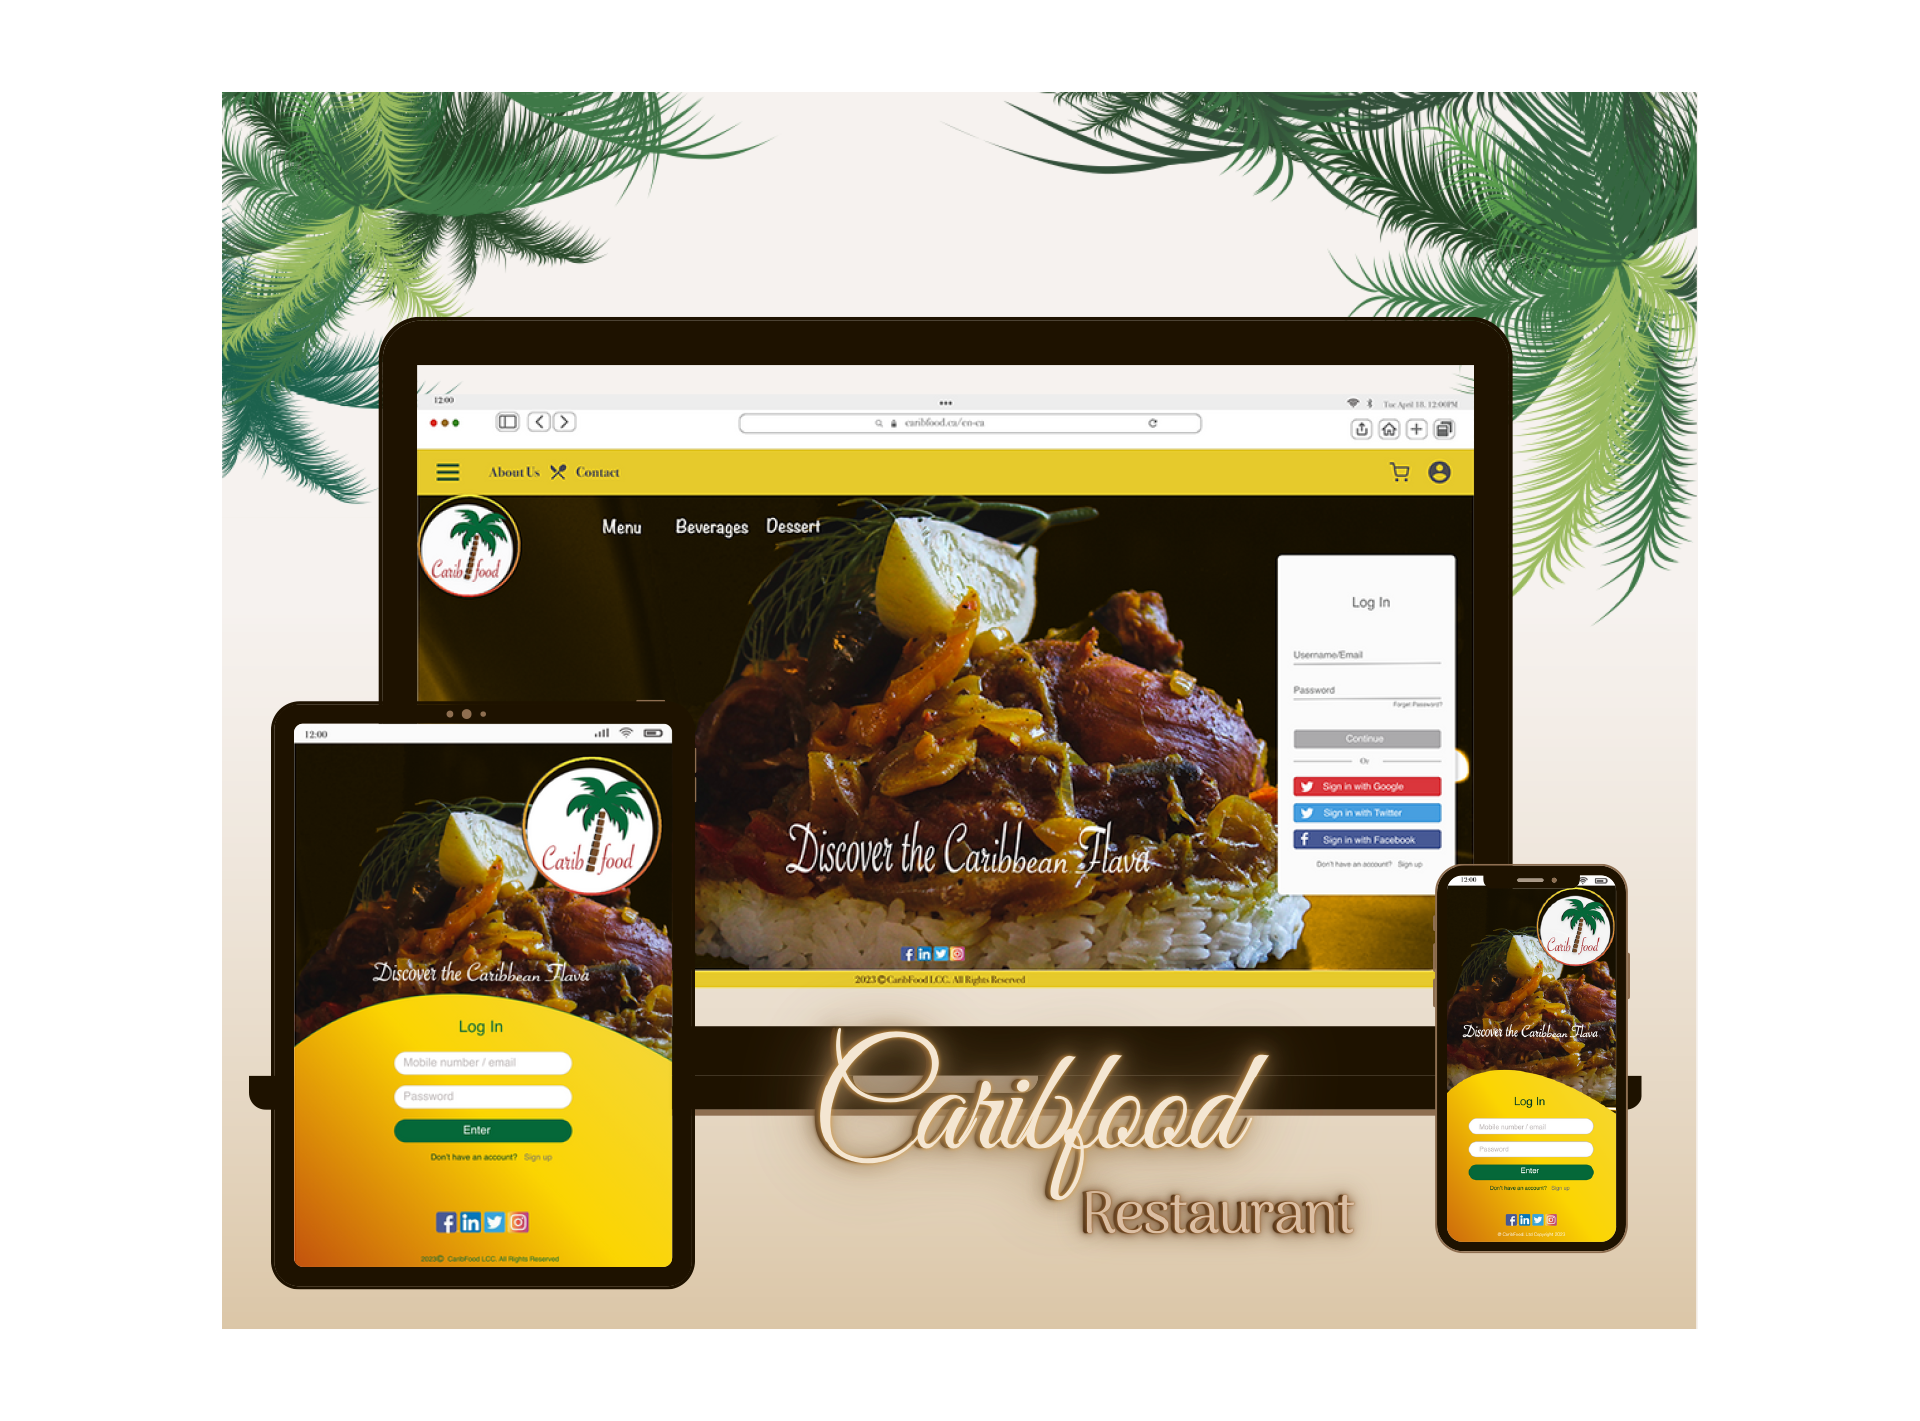 12:00
Tue April 18, 12:00PM
caribfood.ca/en-ca
About Us Contact
Menu Beverages Dessert
Carib food
Log In
Username/Email
Password
Forget Password?
Continue
Or
Sign in with Google
Sign in with Twitter
Sign in with Facebook
Don't have an account? Sign up
Discover the Caribbean Flava
2023 © CaribFood LCC. All Rights Reserved
12:00
Carib food
Discover the Caribbean Flava
Log In
Mobile number / email
Password
Enter
Don't have an account? Sign up
2023© CaribFood LCC. All Rights Reserved
12:00
Carib food
Discover the Caribbean Flava
Log In
Mobile number / email
Password
Enter
Don't have an account? Sign up
Caribfood
Restaurant